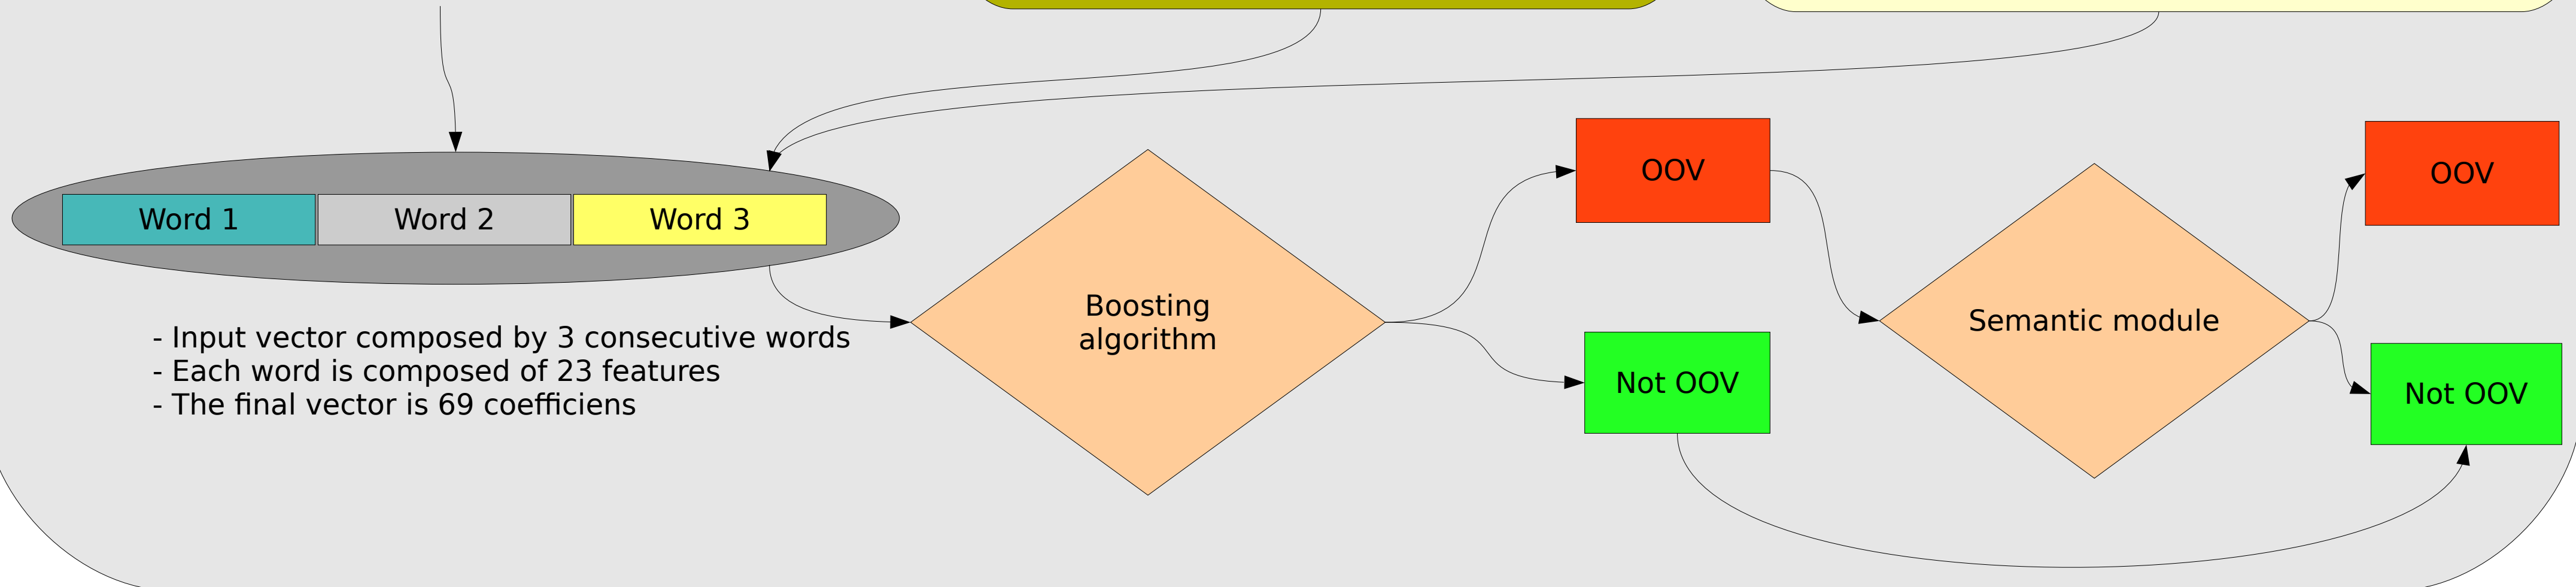 Word 1
Word 2
Word 3
- Input vector composed by 3 consecutive words
- Each word is composed of 23 features
- The final vector is 69 coefficiens
Boosting
algorithm
OOV
Not OOV
Semantic module
OOV
Not OOV